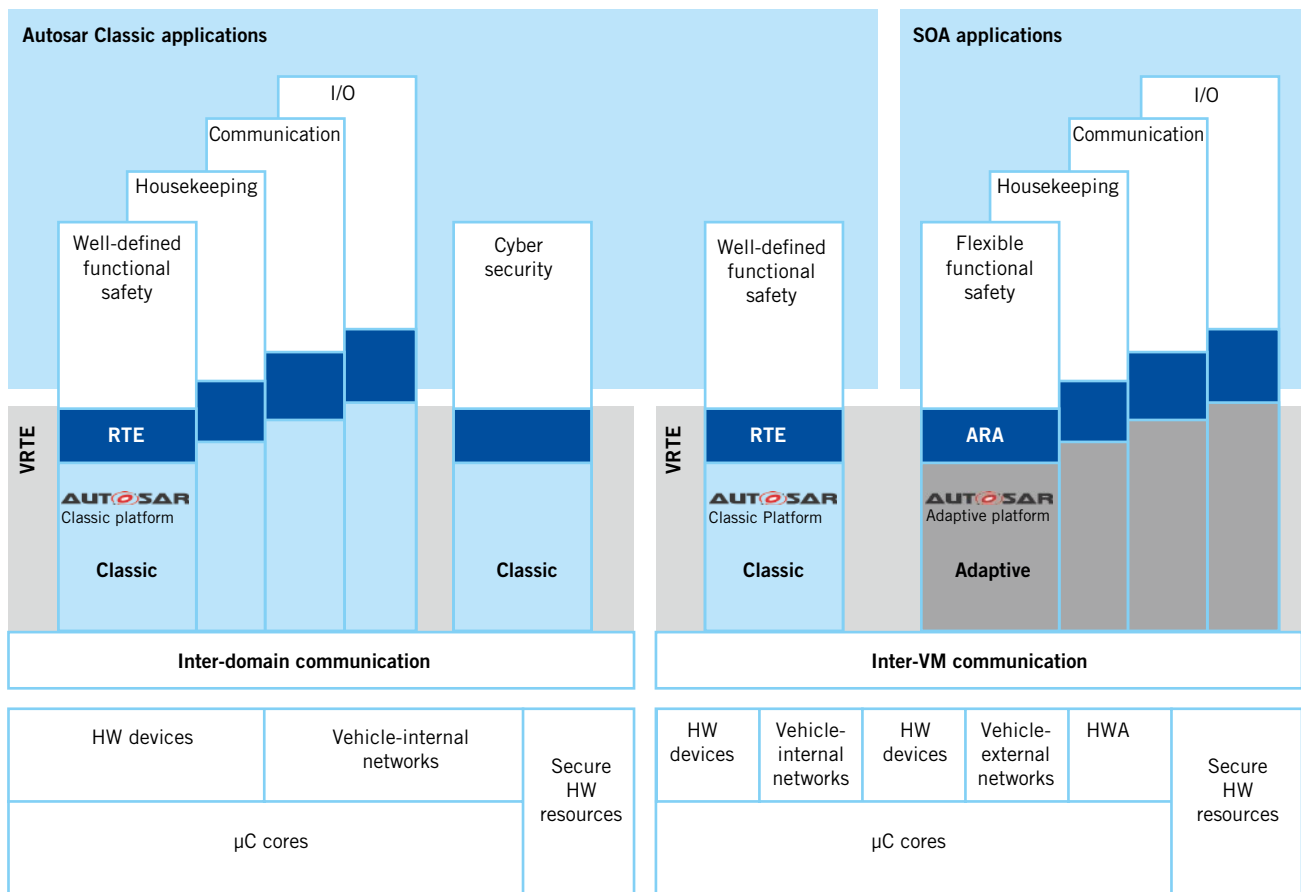 Autosar Classic applications
I/O
Communication
Housekeeping
Well-defined
functional
safety
Cyber
security
Well-defined
functional
safety
SOA applications
I/O
Communication
Housekeeping
Flexible
functional
safety
VRTE
RTE
AUTOSAR
Classic platform
Classic
Classic
VRTE
RTE
AUTOSAR
Classic Platform
Classic
ARA
AUTOSAR
Adaptive platform
Adaptive
Inter-domain communication
Inter-VM communication
HW devices
Vehicle-internal
networks
Secure
HW
resources
µC cores
HW
devices
Vehicle-
internal
networks
HW
devices
Vehicle-
external
networks
HWA
Secure
HW
resources
µC cores